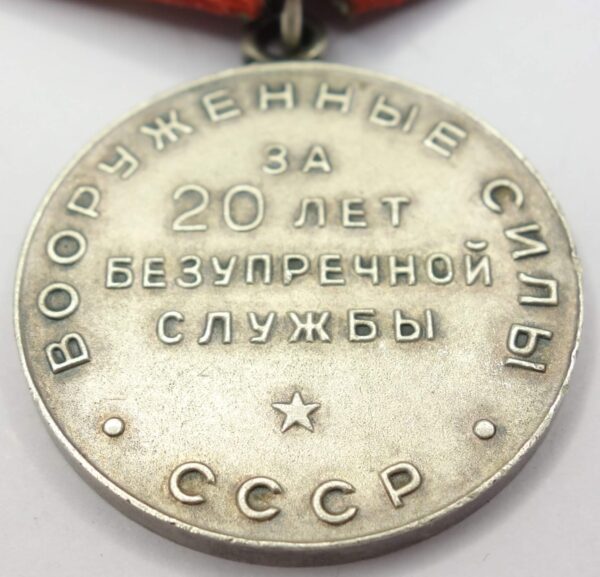 ВООРУЖЕННЫЕ СИЛЫ
ЗА
20 ЛЕТ
БЕЗУПРЕЧНОЙ
СЛУЖБЫ
СССР